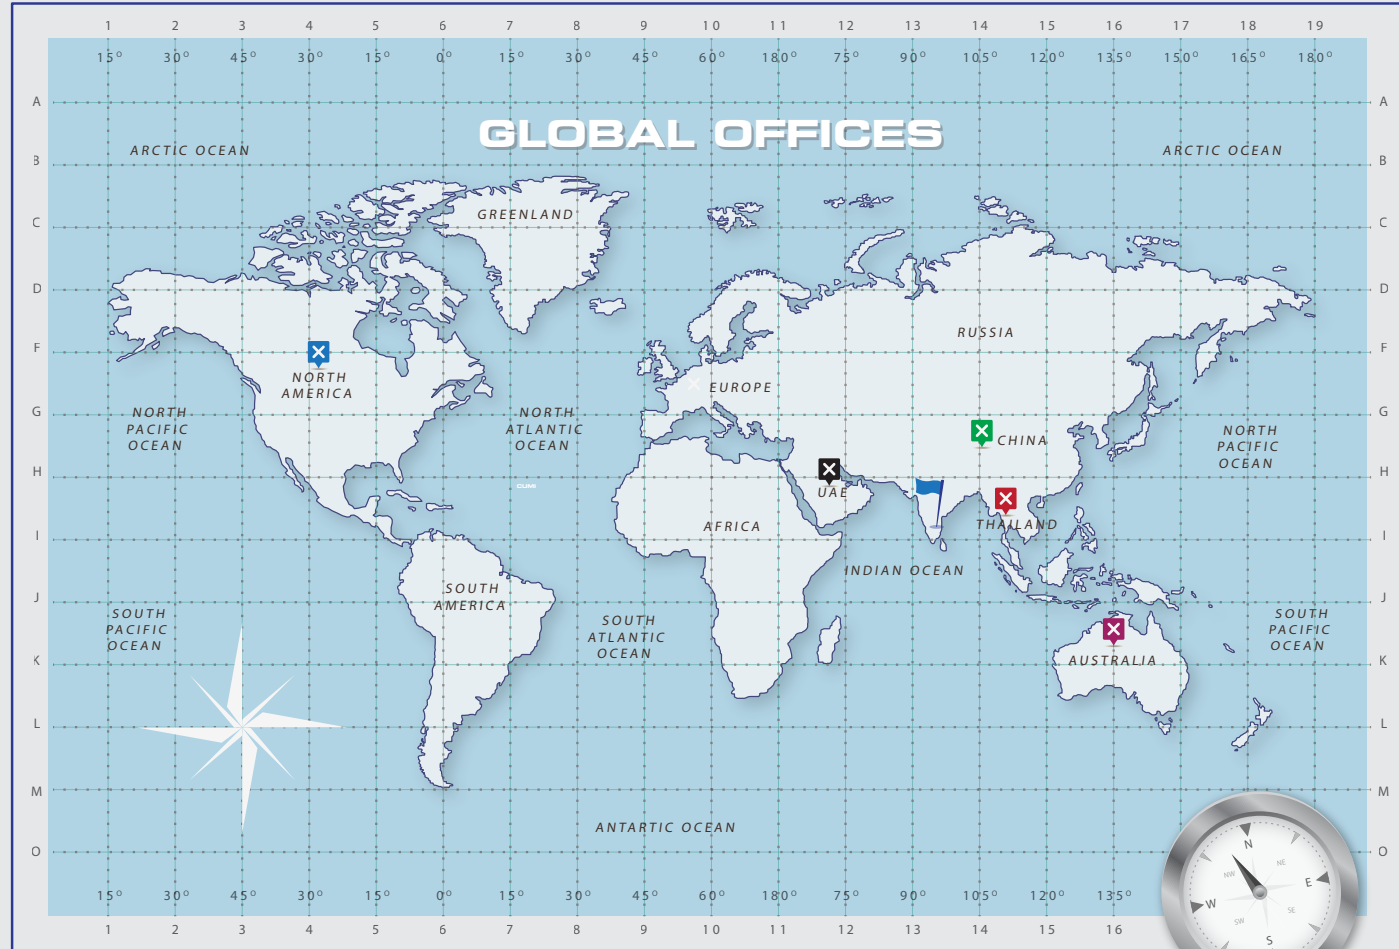 1 2 3 4 5 6 7 8 9 10 11 12 13 14 15 16 17 18 19
15° 30° 45° 30° 15° 0° 15° 30° 45° 60° 180° 75° 90° 105° 120° 135° 150° 165° 180°
A A
GLOBAL OFFICES
ARCTIC OCEAN ARCTIC OCEAN
B B
GREENLAND
C C
D D
RUSSIA
F F
NORTH
AMERICA
EUROPE
G G
NORTH
PACIFIC
OCEAN
NORTH
ATLANTIC
OCEAN
CHINA
NORTH
PACIFIC
OCEAN
H H
CUMI
UAE
AFRICA
THAILAND
I I
INDIAN OCEAN
SOUTH
AMERICA
J J
SOUTH
PACIFIC
OCEAN
SOUTH
ATLANTIC
OCEAN
SOUTH
PACIFIC
OCEAN
AUSTRALIA
K K
L L
M M
ANTARTIC OCEAN
O O
N
NW NE
W E
SW SE
S
15° 30° 45° 30° 15° 0° 15° 30° 45° 60° 180° 75° 90° 105° 120° 135°
1 2 3 4 5 6 7 8 9 10 11 12 13 14 15 16